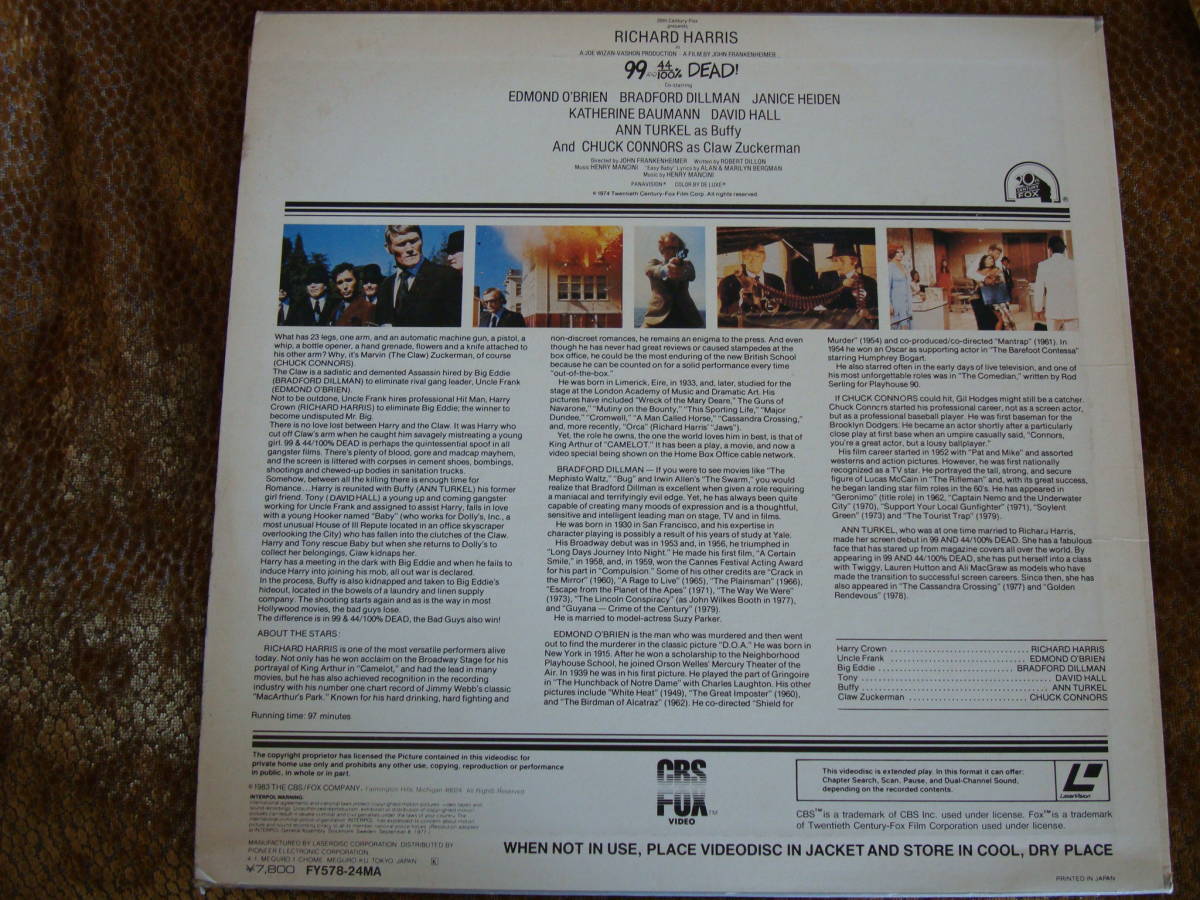 20th Century-Fox
presents
RICHARD HARRIS
in
A JOE WIZAN-VASHON PRODUCTION · A FILM BY JOHN FRANKENHEIMER
99 AND 44/100% DEAD!
Co-starring
EDMOND O'BRIEN BRADFORD DILLMAN JANICE HEIDEN
KATHERINE BAUMANN DAVID HALL
ANN TURKEL as Buffy
And CHUCK CONNORS as Claw Zuckerman
Directed by JOHN FRANKENHEIMER Written by ROBERT DILLON
Music HENRY MANCINI "Easy Baby" Lyrics by ALAN & MARILYN BERGMAN
Music by HENRY MANCINI
PANAVISION® COLOR BY DE LUXE®
© 1974 Twentieth Century-Fox Film Corp. All rights reserved
20th CENTURY FOX ®
What has 23 legs, one arm, and an automatic machine gun, a pistol, a
whip, a bottle opener, a hand grenade, flowers and a knife attached to
his other arm? Why, it's Marvin (The Claw) Zuckerman, of course
(CHUCK CONNORS).
The Claw is a sadistic and demented Assassin hired by Big Eddie
(BRADFORD DILLMAN) to eliminate rival gang leader, Uncle Frank
(EDMOND O'BRIEN).
Not to be outdone, Uncle Frank hires professional Hit Man, Harry
Crown (RICHARD HARRIS) to eliminate Big Eddie; the winner to
become undisputed Mr. Big.
There is no love lost between Harry and the Claw. It was Harry who
cut off Claw's arm when he caught him savagely mistreating a young
girl. 99 & 44/100% DEAD is perhaps the quintessential spoof in all
gangster films. There's plenty of blood, gore and madcap mayhem,
and the screen is littered with corpses in cement shoes, bombings,
shootings and chewed-up bodies in sanitation trucks.
Somehow, between all the killing there is enough time for
Romance...Harry is reunited with Buffy (ANN TURKEL) his former
girl friend. Tony (DAVID HALL) a young up and coming gangster
working for Uncle Frank and assigned to assist Harry, falls in love
with a young Hooker named "Baby" (who works for Dolly's, Inc., a
most unusual House of Ill Repute located in an office skyscraper
overlooking the City) who has fallen into the clutches of the Claw.
Harry and Tony rescue Baby but when she returns to Dolly's to
collect her belongings, Claw kidnaps her.
Harry has a meeting in the dark with Big Eddie and when he fails to
induce Harry into joining his mob, all out war is declared.
In the process, Buffy is also kidnapped and taken to Big Eddie's
hideout, located in the bowels of a laundry and linen supply
company. The shooting starts again and as is the way in most
Hollywood movies, the bad guys lose.
The difference is in 99 & 44/100% DEAD, the Bad Guys also win!
ABOUT THE STARS:
RICHARD HARRIS is one of the most versatile performers alive
today. Not only has he won acclaim on the Broadway Stage for his
portrayal of King Arthur in "Camelot," and had the lead in many
movies, but he has also achieved recognition in the recording
industry with his number one chart record of Jimmy Webb's classic
"MacArthur's Park." Known for his hard drinking, hard fighting and
non-discreet romances, he remains an enigma to the press. And even
though he has never had great reviews or caused stampedes at the
box office, he could be the most enduring of the new British School
because he can be counted on for a solid performance every time
"out-of-the-box."
He was born in Limerick, Eire, in 1933, and, later, studied for the
stage at the London Academy of Music and Dramatic Art. His
pictures have included "Wreck of the Mary Deare," The Guns of
Navarone," "Mutiny on the Bounty," "This Sporting Life," "Major
Dundee," "Cromwell," "A Man Called Horse," "Cassandra Crossing,"
and, more recently, "Orca" (Richard Harris' "Jaws").
Yet, the role he owns, the one the world loves him in best, is that of
King Arthur of "CAMELOT." It has been a play, a movie, and now a
video special being shown on the Home Box Office cable network.
BRADFORD DILLMAN — If you were to see movies like "The
Mephisto Waltz," "Bug" and Irwin Allen's "The Swarm," you would
realize that Bradford Dillman is excellent when given a role requiring
a maniacal and terrifyingly evil edge. Yet, he has always been quite
capable of creating many moods of expression and is a thoughtful,
sensitive and intelligent leading man on stage, TV and in films.
He was born in 1930 in San Francisco, and his expertise in
character playing is possibly a result of his years of study at Yale.
His Broadway debut was in 1953 and, in 1956, he triumphed in
"Long Days Journey Into Night." He made his first film, "A Certain
Smile," in 1958, and, in 1959, won the Cannes Festival Acting Award
for his part in "Compulsion." Some of his other credits are "Crack in
the Mirror" (1960), "A Rage to Live" (1965), "The Plainsman" (1966),
"Escape from the Planet of the Apes" (1971), "The Way We Were"
(1973), "The Lincoln Conspiracy" (as John Wilkes Booth in 1977),
and "Guyana — Crime of the Century" (1979).
He is married to model-actress Suzy Parker.
EDMOND O'BRIEN is the man who was murdered and then went
out to find the murderer in the classic picture "D.O.A." He was born in
New York in 1915. After he won a scholarship to the Neighborhood
Playhouse School, he joined Orson Welles' Mercury Theater of the
Air. In 1939 he was in his first picture. He played the part of Gringoire
in "The Hunchback of Notre Dame" with Charles Laughton. His other
pictures include "White Heat" (1949), "The Great Imposter" (1960),
and "The Birdman of Alcatraz" (1962). He co-directed "Shield for
Murder" (1954) and co-produced/co-directed "Mantrap" (1961). In
1954 he won an Oscar as supporting actor in "The Barefoot Contessa"
starring Humphrey Bogart.
He also starred often in the early days of live television, and one of
his most unforgettable roles was in "The Comedian," written by Rod
Serling for Playhouse 90.
If CHUCK CONNORS could hit, Gil Hodges might still be a catcher.
Chuck Connors started his professional career, not as a screen actor,
but as a professional baseball player. He was first baseman for the
Brooklyn Dodgers. He became an actor shortly after a particularly
close play at first base when an umpire casually said, "Connors,
you're a great actor, but a lousy ballplayer."
His film career started in 1952 with "Pat and Mike" and assorted
westerns and action pictures. However, he was first nationally
recognized as a TV star. He portrayed the tall, strong, and secure
figure of Lucas McCain in "The Rifleman" and, with its great success,
he began landing star film roles in the 60's. He has appeared in
"Geronimo" (title role) in 1962, "Captain Nemo and the Underwater
City" (1970), "Support Your Local Gunfighter" (1971), "Soylent
Green" (1973) and "The Tourist Trap" (1979).
ANN TURKEL, who was at one time married to Richard Harris,
made her screen debut in 99 AND 44/100% DEAD. She has a fabulous
face that has stared up from magazine covers all over the world. By
appearing in 99 AND 44/100% DEAD, she has put herself into a class
with Twiggy, Lauren Hutton and Ali MacGraw as models who have
made the transition to successful screen careers. Since then, she has
also appeared in "The Cassandra Crossing" (1977) and "Golden
Rendevous" (1978).
Harry Crown RICHARD HARRIS
Uncle Frank EDMOND O'BRIEN
Big Eddie BRADFORD DILLMAN
Tony DAVID HALL
Buffy ANN TURKEL
Claw Zuckerman CHUCK CONNORS
Running time: 97 minutes
The copyright proprietor has licensed the Picture contained in this videodisc for
private home use only and prohibits any other use, copying, reproduction or performance
in public, in whole or in part.
© 1983 THE CBS/FOX COMPANY, Farmington Hills, Michigan 48024. All Rights Reserved
INTERPOL WARNING:
CBS
FOX ™
VIDEO
This videodisc is extended play. In this format it can offer:
Chapter Search, Scan, Pause, and Dual-Channel Sound,
depending on the recorded contents.
LaserVision
CBS™ is a trademark of CBS Inc. used under license. Fox™ is a trademark
of Twentieth Century-Fox Film Corporation used under license.
MANUFACTURED BY LASERDISC CORPORATION. DISTRIBUTED BY
PIONEER ELECTRONIC CORPORATION
4-1, MEGURO 1-CHOME, MEGURO-KU, TOKYO, JAPAN
¥7,800 FY578-24MA
WHEN NOT IN USE, PLACE VIDEODISC IN JACKET AND STORE IN COOL, DRY PLACE
PRINTED IN JAPAN